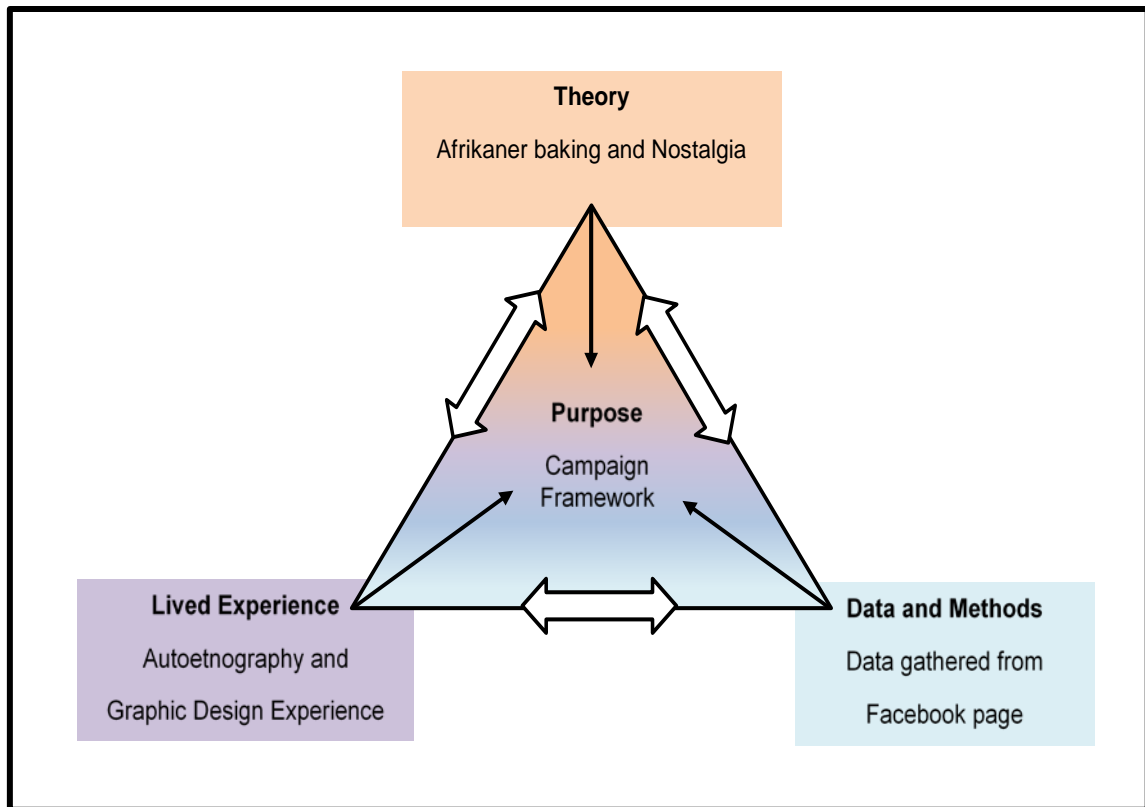 Theory
Afrikaner baking and Nostalgia
Purpose
Campaign
Framework
Lived Experience
Autoetnography and
Graphic Design Experience
Data and Methods
Data gathered from
Facebook page